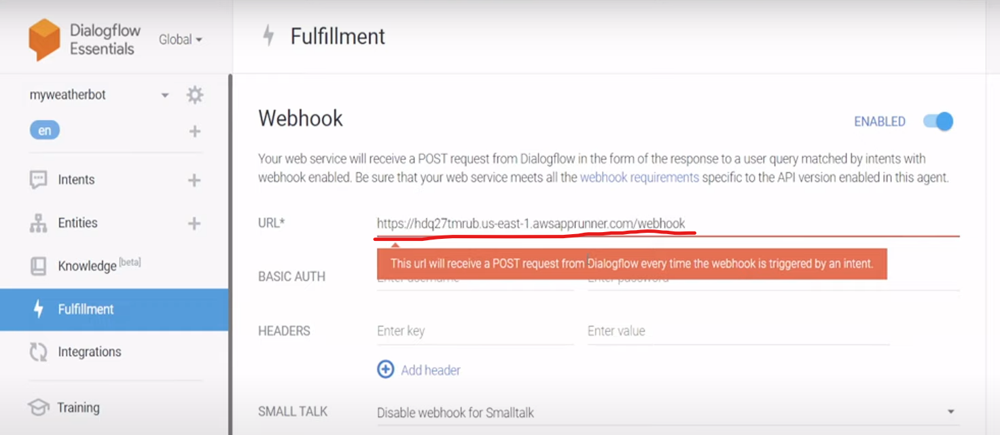 Dialogflow
Essentials
Global
Fulfillment
myweatherbot
en
Intents
Entities
Knowledge [beta]
Fulfillment
Integrations
Training
Webhook
ENABLED
Your web service will receive a POST request from Dialogflow in the form of the response to a user query matched by intents with
webhook enabled. Be sure that your web service meets all the webhook requirements specific to the API version enabled in this agent.
URL*
https://hdq27tmrub.us-east-1.awsapprunner.com/webhook
This url will receive a POST request from Dialogflow every time the webhook is triggered by an intent.
BASIC AUTH
Enter username
Enter password
HEADERS
Enter key
Enter value
Add header
SMALL TALK
Disable webhook for Smalltalk